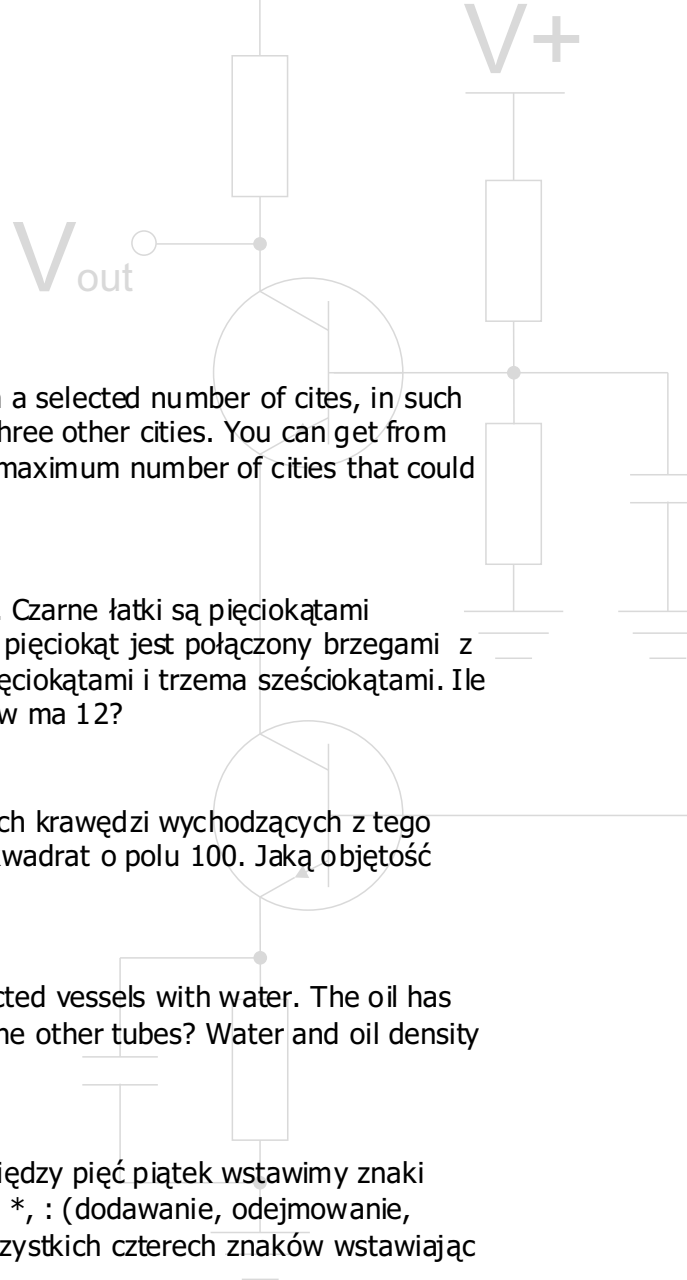 V+
Vout
a selected number of cites, in such
hree other cities. You can get from
maximum number of cities that could
. Czarne łatki są pięciokątami
pięciokąt jest połączony brzegami z
ęciokątami i trzema sześciokątami. Ile
w ma 12?
ch krawędzi wychodzących z tego
wadrat o polu 100. Jaką objętość
cted vessels with water. The oil has
he other tubes? Water and oil density
iędzy pięć piątek wstawimy znaki
*, : (dodawanie, odejmowanie,
zystkich czterech znaków wstawiając